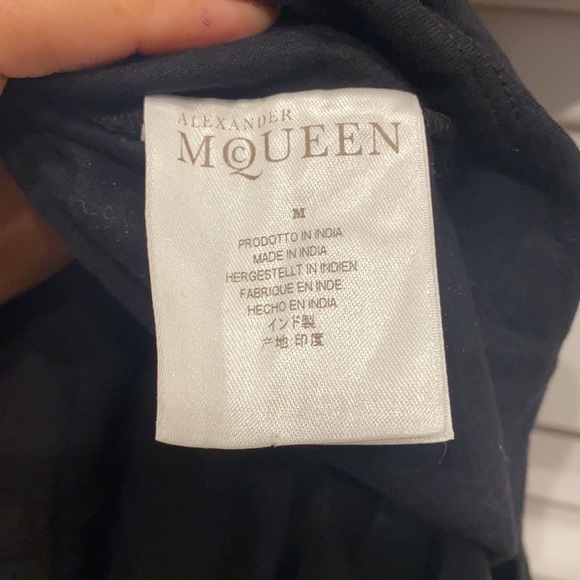 ALEXANDER
McQUEEN
M
PRODOTTO IN INDIA
MADE IN INDIA
HERGESTELLT IN INDIEN
FABRIQUE EN INDE
HECHO EN INDIA
インド製
产地 印度